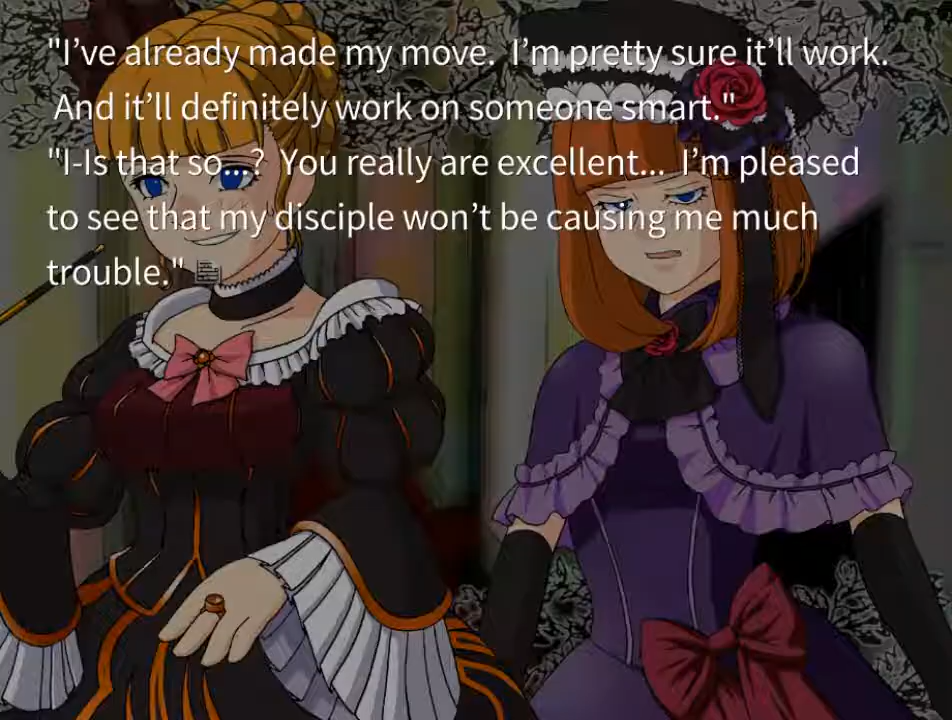 "I’ve already made my move.  I’m pretty sure it’ll work.
And it’ll definitely work on someone smart."
"I-Is that so...?  You really are excellent...  I’m pleased
to see that my disciple won’t be causing me much
trouble."